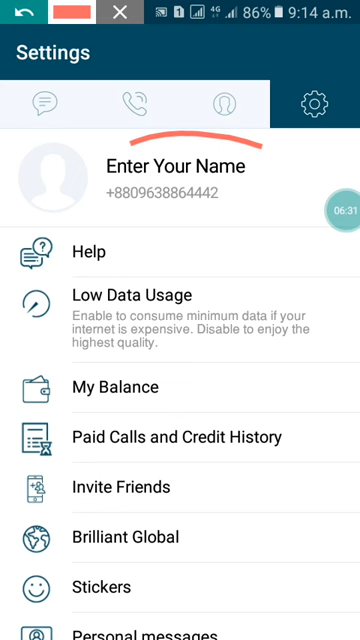 4G 86% 9:14 a.m.
Settings
Enter Your Name
+8809638864442
06:31
Help
Low Data Usage
Enable to consume minimum data if your
internet is expensive. Disable to enjoy the
highest quality.
My Balance
Paid Calls and Credit History
Invite Friends
Brilliant Global
Stickers
Personal messages